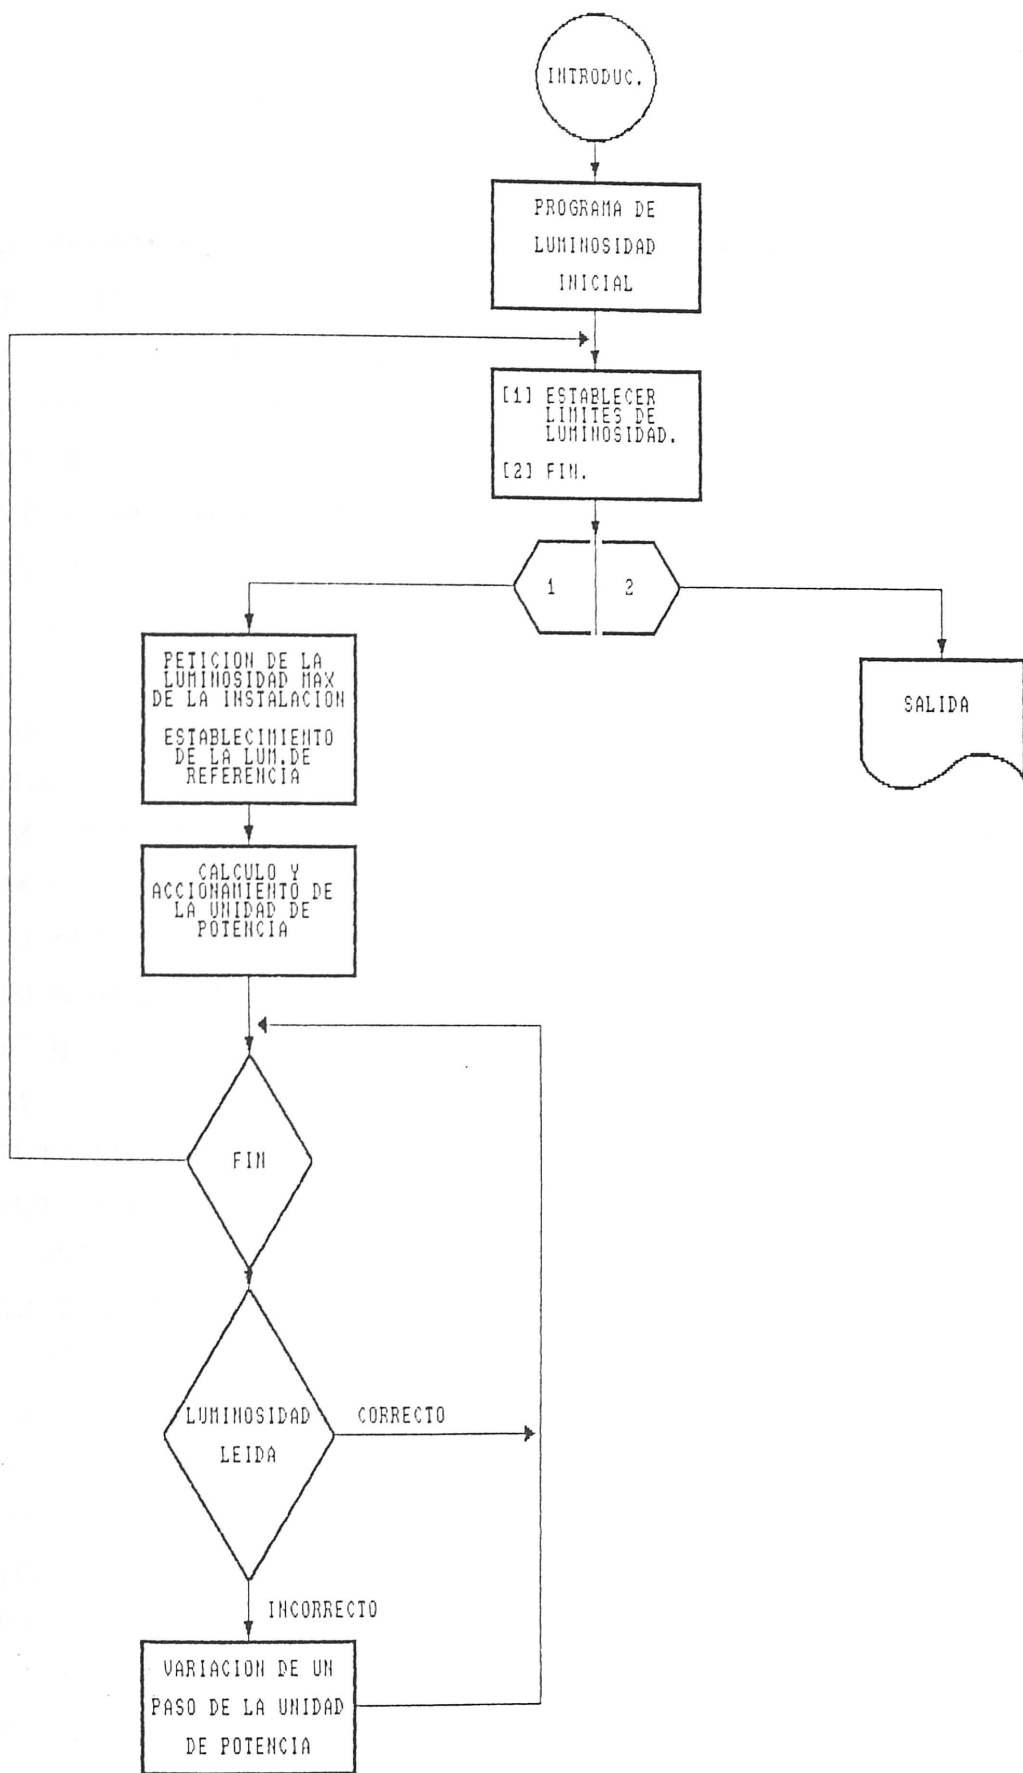 INTRODUC.
PROGRAMA DE
LUMINOSIDAD
INICIAL
[1] ESTABLECER
LIMITES DE
LUMINOSIDAD.
[2] FIN.
1
2
PETICION DE LA
LUMINOSIDAD MAX
DE LA INSTALACION
ESTABLECIMIENTO
DE LA LUM.DE
REFERENCIA
SALIDA
CALCULO Y
ACCIONAMIENTO DE
LA UNIDAD DE
POTENCIA
FIN
LUMINOSIDAD
LEIDA
CORRECTO
INCORRECTO
VARIACION DE UN
PASO DE LA UNIDAD
DE POTENCIA